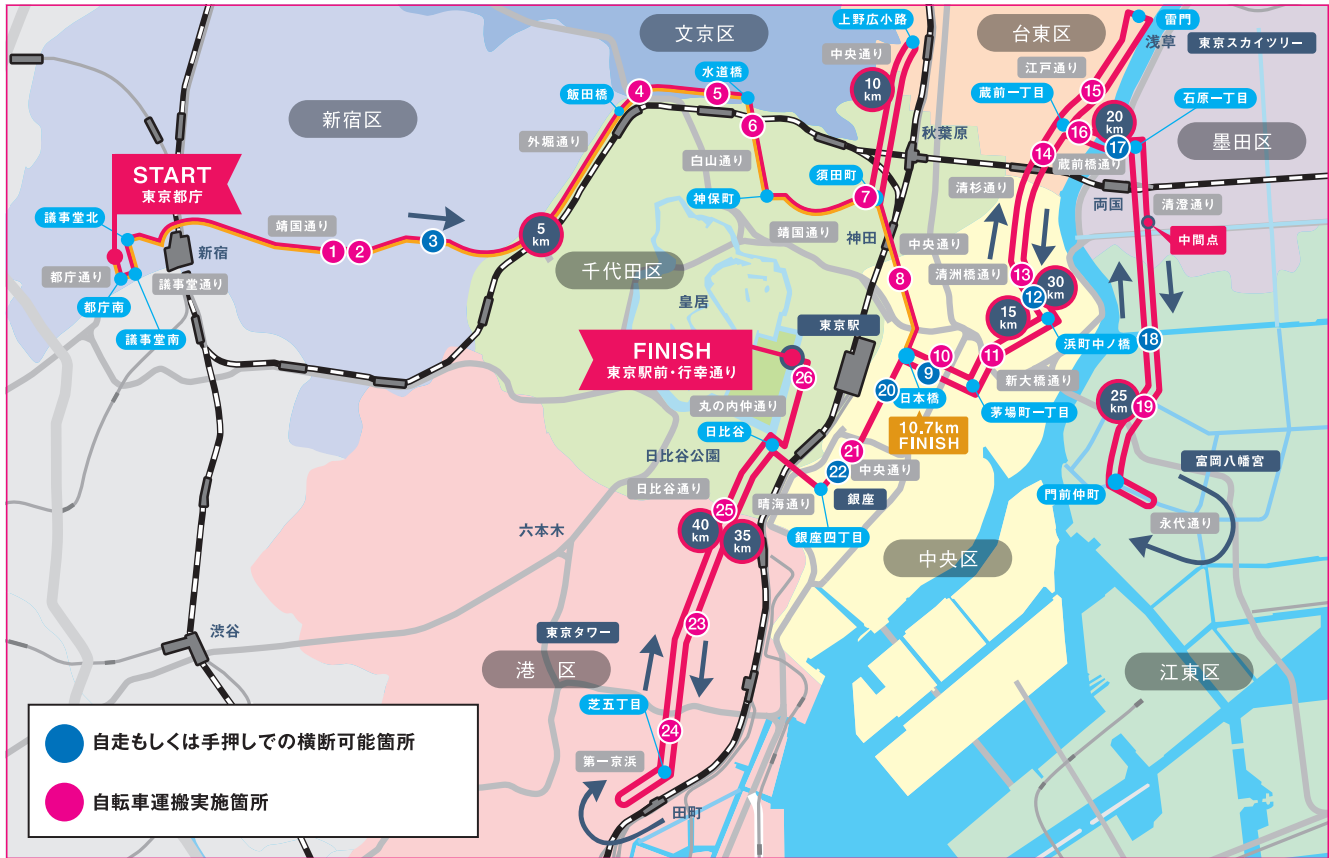 文京区
上野広小路
中央通り
台東区
雷門
浅草
東京スカイツリー
江戸通り
水道橋
飯田橋
4
5
10
km
15
蔵前一丁目
石原一丁目
20
km
新宿区
外堀通り
6
秋葉原
16
17
墨田区
白山通り
14
蔵前橋通り
START
東京都庁
須田町
神保町
7
清杉通り
両国
清澄通り
議事堂北
靖国通り
3
5
km
靖国通り
神田
中央通り
中間点
新宿
1
2
千代田区
都庁通り
議事堂通り
都庁南
清洲橋通り
13
8
皇居
12
30
km
議事堂南
東京駅
15
km
浜町中ノ橋
18
FINISH
東京駅前・行幸通り
10
11
9
26
新大橋通り
20
日本橋
茅場町一丁目
25
km
19
丸の内仲通り
10.7km
FINISH
日比谷
21
日比谷公園
22
中央通り
富岡八幡宮
日比谷通り
晴海通り
銀座
門前仲町
25
永代通り
六本木
40
km
35
km
銀座四丁目
中央区
23
東京タワー
渋谷
港 区
江東区
芝五丁目
24
第一京浜
田町
自走もしくは手押しでの横断可能箇所
自転車運搬実施箇所